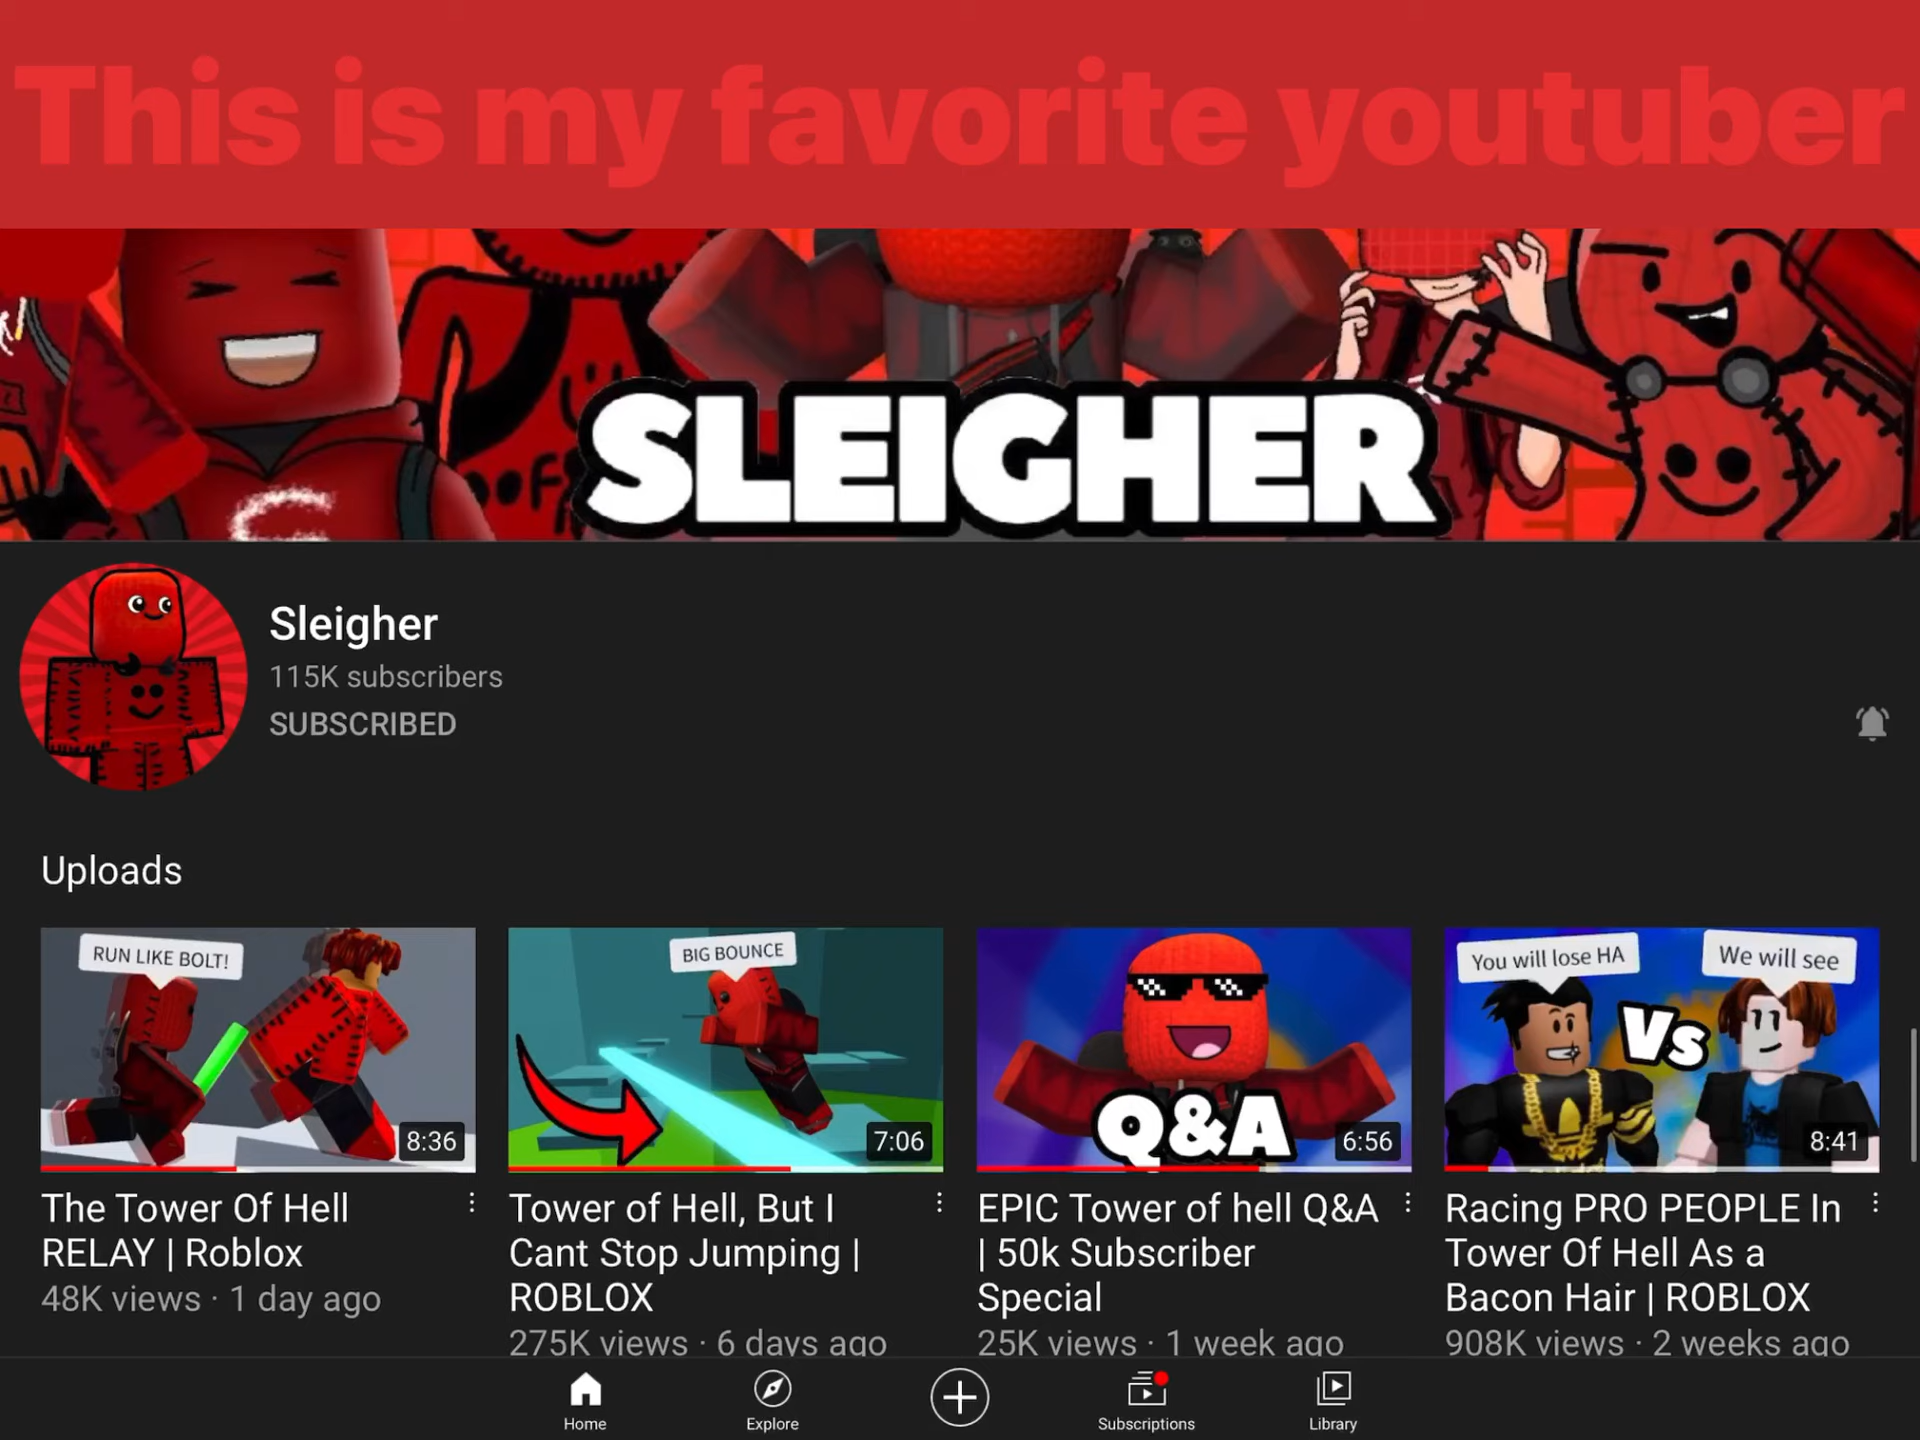 This is my favorite youtuber
SLEIGHER
Sleigher
115K subscribers
SUBSCRIBED
Uploads
RUN LIKE BOLT!
8:36
BIG BOUNCE
7:06
Q&A
6:56
You will lose HA
We will see
Vs
8:41
The Tower Of Hell
RELAY | Roblox
48K views · 1 day ago
Tower of Hell, But I
Cant Stop Jumping |
ROBLOX
275K views · 6 days ago
EPIC Tower of hell Q&A
| 50k Subscriber
Special
25K views · 1 week ago
Racing PRO PEOPLE In
Tower Of Hell As a
Bacon Hair | ROBLOX
908K views · 2 weeks ago
Home
Explore
Subscriptions
Library